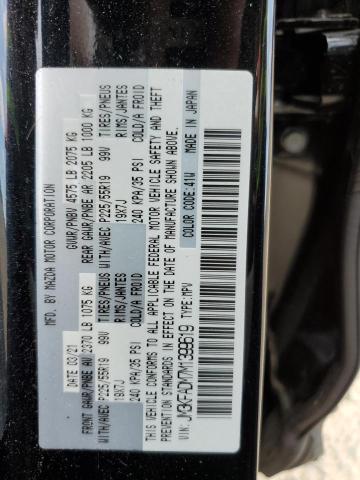 MFD. BY MAZDA MOTOR CORPORATION
DATE 03/21 GVWR/PNBV 4575 LB 2075 KG
FRONT GAWR/PNBE AV 2370 LB 1075 KG REAR GAWR/PNBE AR 2205 LB 1000 KG
WITH/AVEC P225/55R19 99V TIRES/PNEUS WITH/AVEC P225/55R19 99V TIRES/PNEUS
19X7J RIMS/JANTES 19X7J RIMS/JANTES
240 KPA/35 PSI COLD/A FROID 240 KPA/35 PSI COLD/A FROID
THIS VEHICLE CONFORMS TO ALL APPLICABLE FEDERAL MOTOR VEHICLE SAFETY AND
THEFT PREVENTION STANDARDS IN EFFECT ON THE DATE OF MANUFACTURE SHOWN ABOVE.
VIN: JM3KFADM7M1399619 TYPE:MPV COLOR CODE:41W MADE IN JAPAN